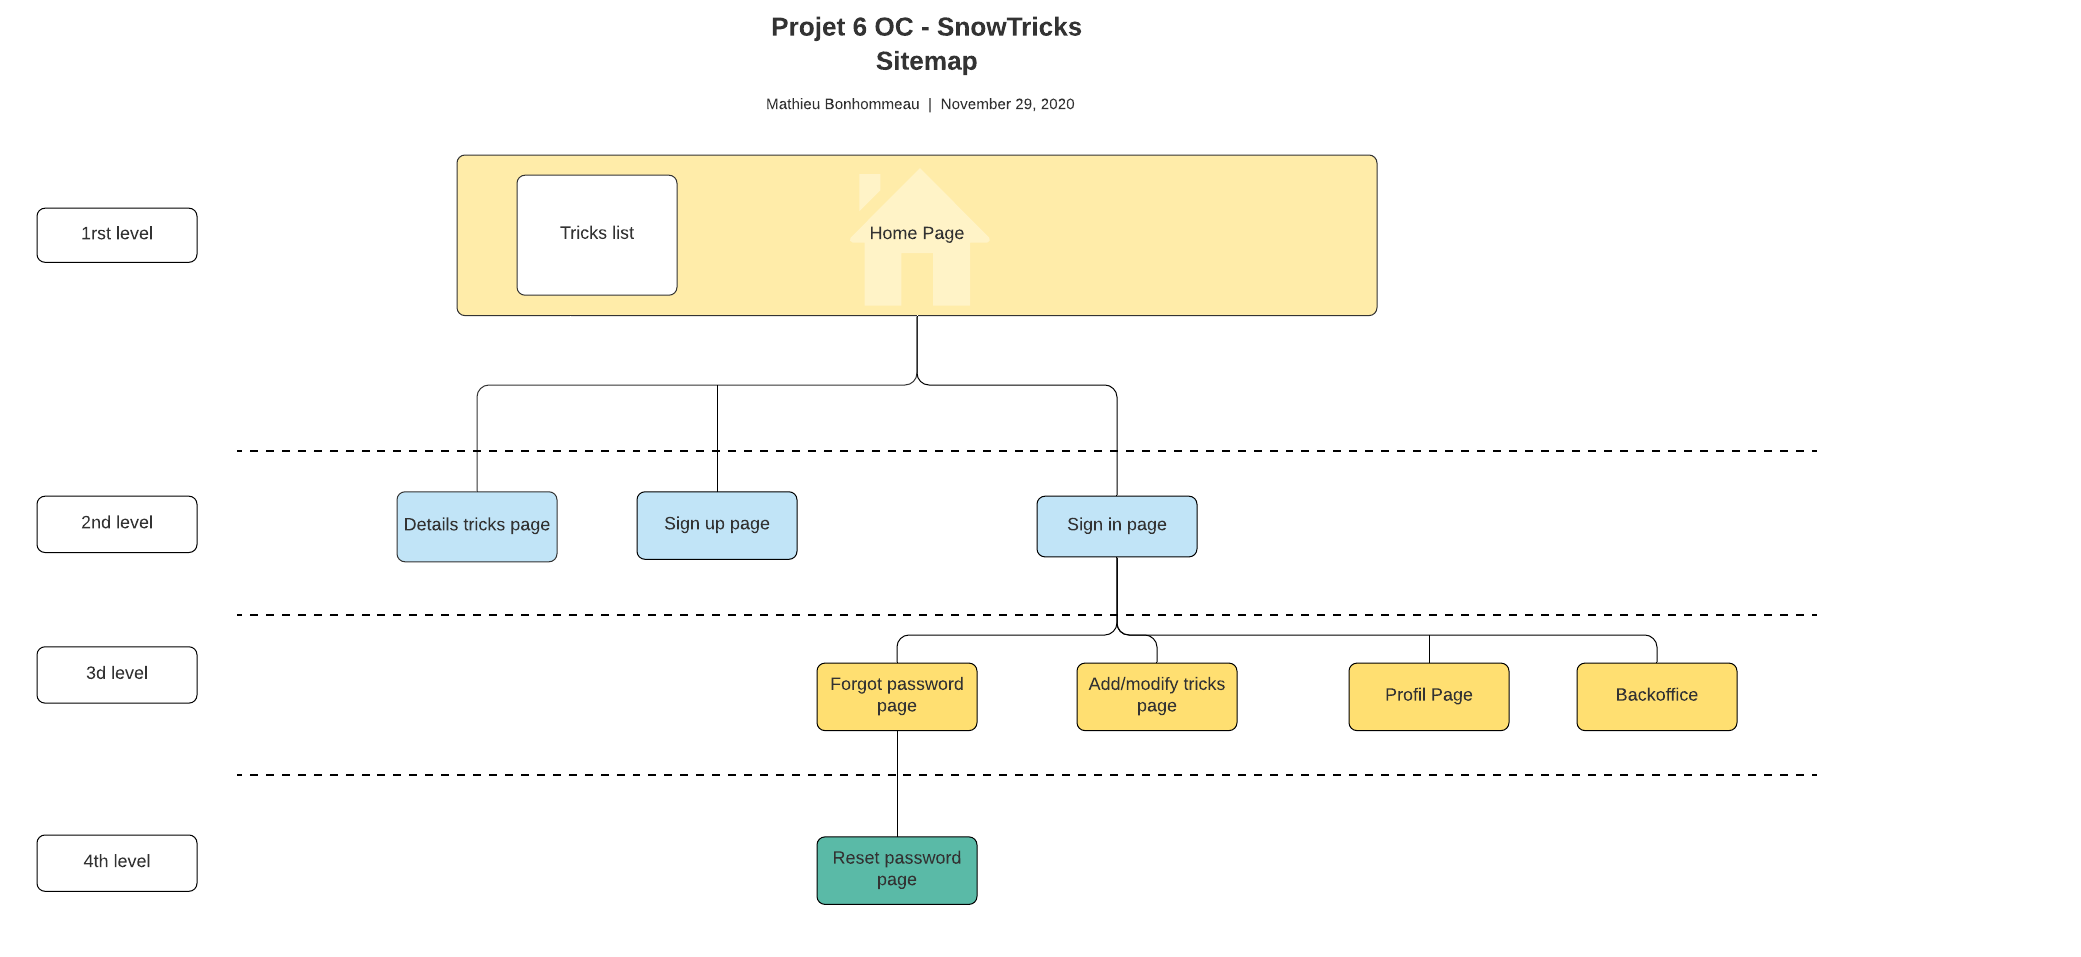 Projet 6 OC - SnowTricks
Sitemap
Mathieu Bonhommeau | November 29, 2020
1rst level
Tricks list
Home Page
2nd level
Details tricks page
Sign up page
Sign in page
3d level
Forgot password
page
Add/modify tricks
page
Profil Page
Backoffice
4th level
Reset password
page